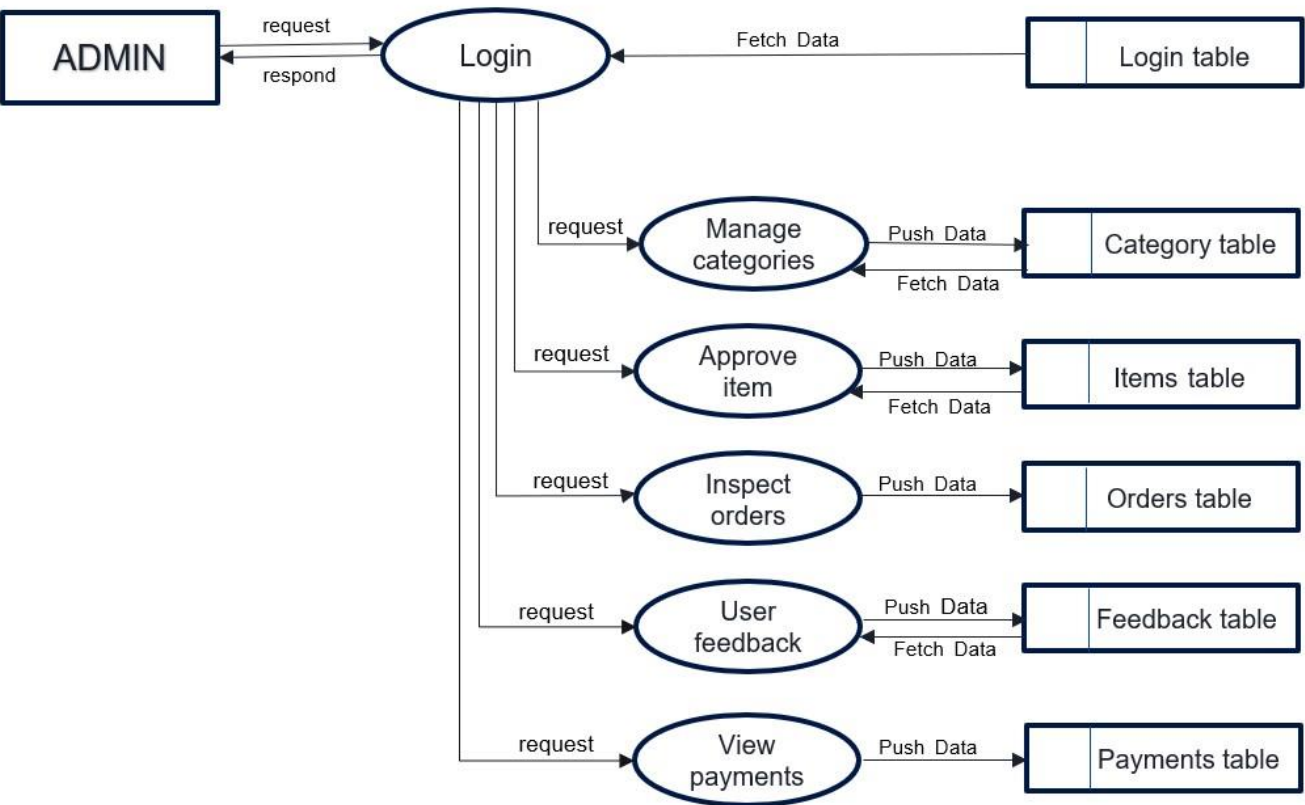 request
ADMIN
Login
respond
Fetch Data
Login table
request
Manage
categories
Push Data
Fetch Data
Category table
request
Approve
item
Push Data
Fetch Data
Items table
request
Inspect
orders
Push Data
Orders table
request
User
feedback
Push Data
Fetch Data
Feedback table
request
View
payments
Push Data
Payments table